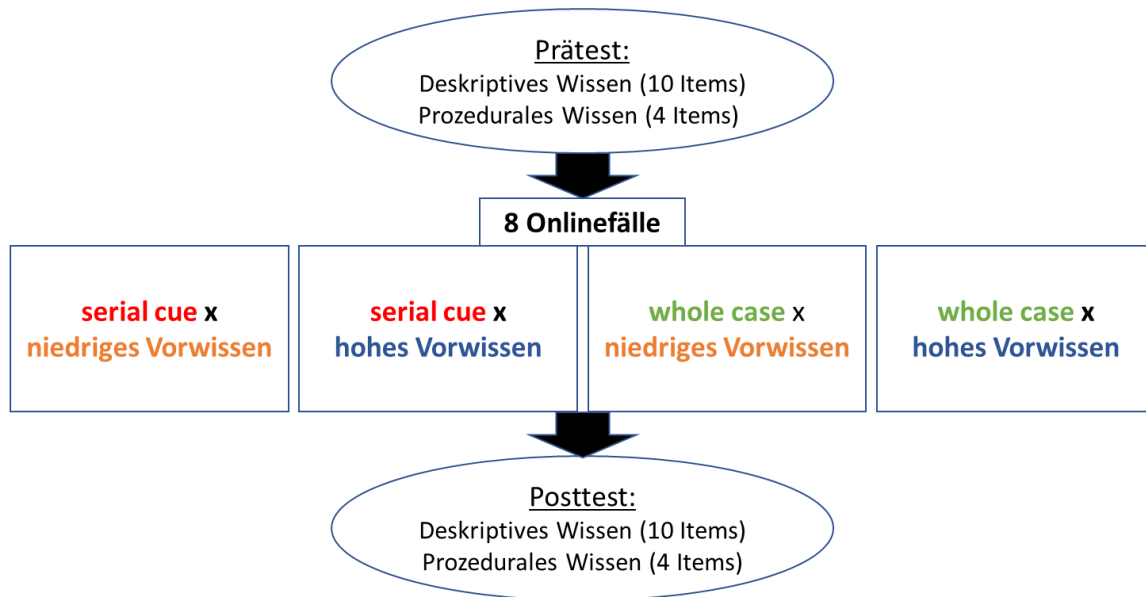 Prätest:
Deskriptives Wissen (10 Items)
Prozedurales Wissen (4 Items)
8 Onlinefälle
serial cue x
niedriges Vorwissen
serial cue x
hohes Vorwissen
whole case x
niedriges Vorwissen
whole case x
hohes Vorwissen
Posttest:
Deskriptives Wissen (10 Items)
Prozedurales Wissen (4 Items)